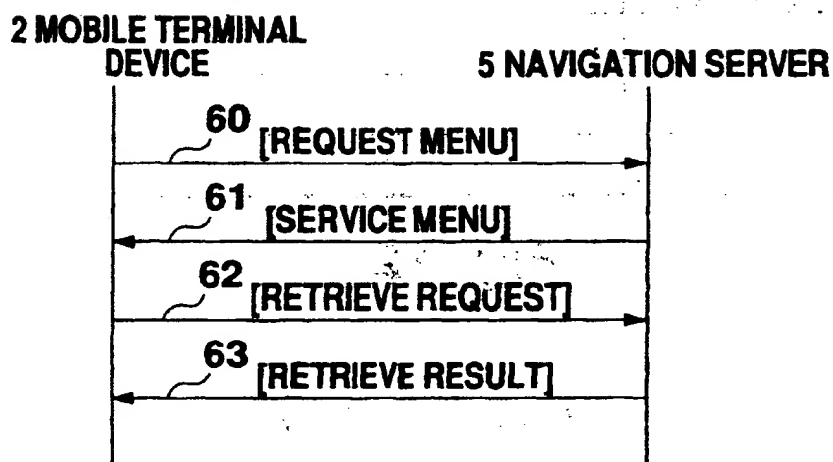 2 MOBILE TERMINAL
DEVICE
5 NAVIGATION SERVER
60
[REQUEST MENU]
61
[SERVICE MENU]
62
[RETRIEVE REQUEST]
63
[RETRIEVE RESULT]